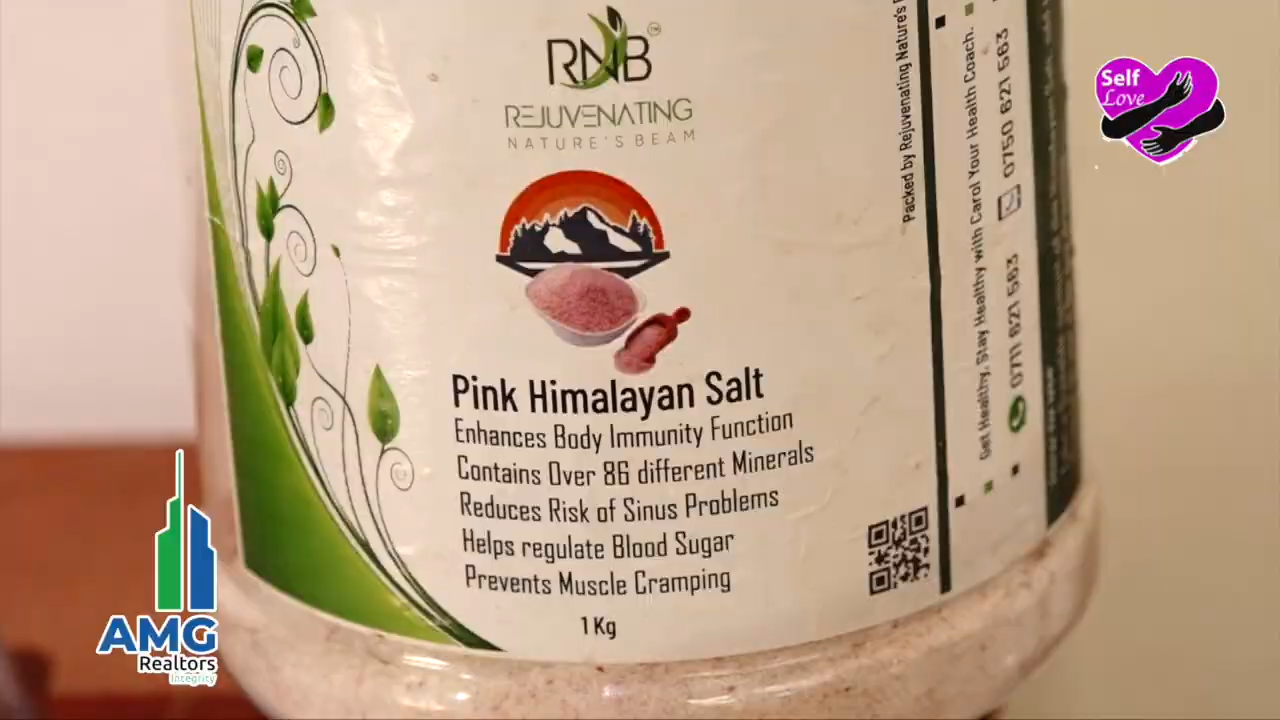 RNB
REJUVENATING
NATURE'S BEAM
Pink Himalayan Salt
Enhances Body Immunity Function
Contains Over 86 different Minerals
Reduces Risk of Sinus Problems
Helps regulate Blood Sugar
Prevents Muscle Cramping
1 Kg
Packed by Rejuvenating Nature's
Get Healthy, Stay Healthy with Carol Your Health Coach.
0711 621 563 0750 621 563
Self
Love
AMG
Realtors
Integrity